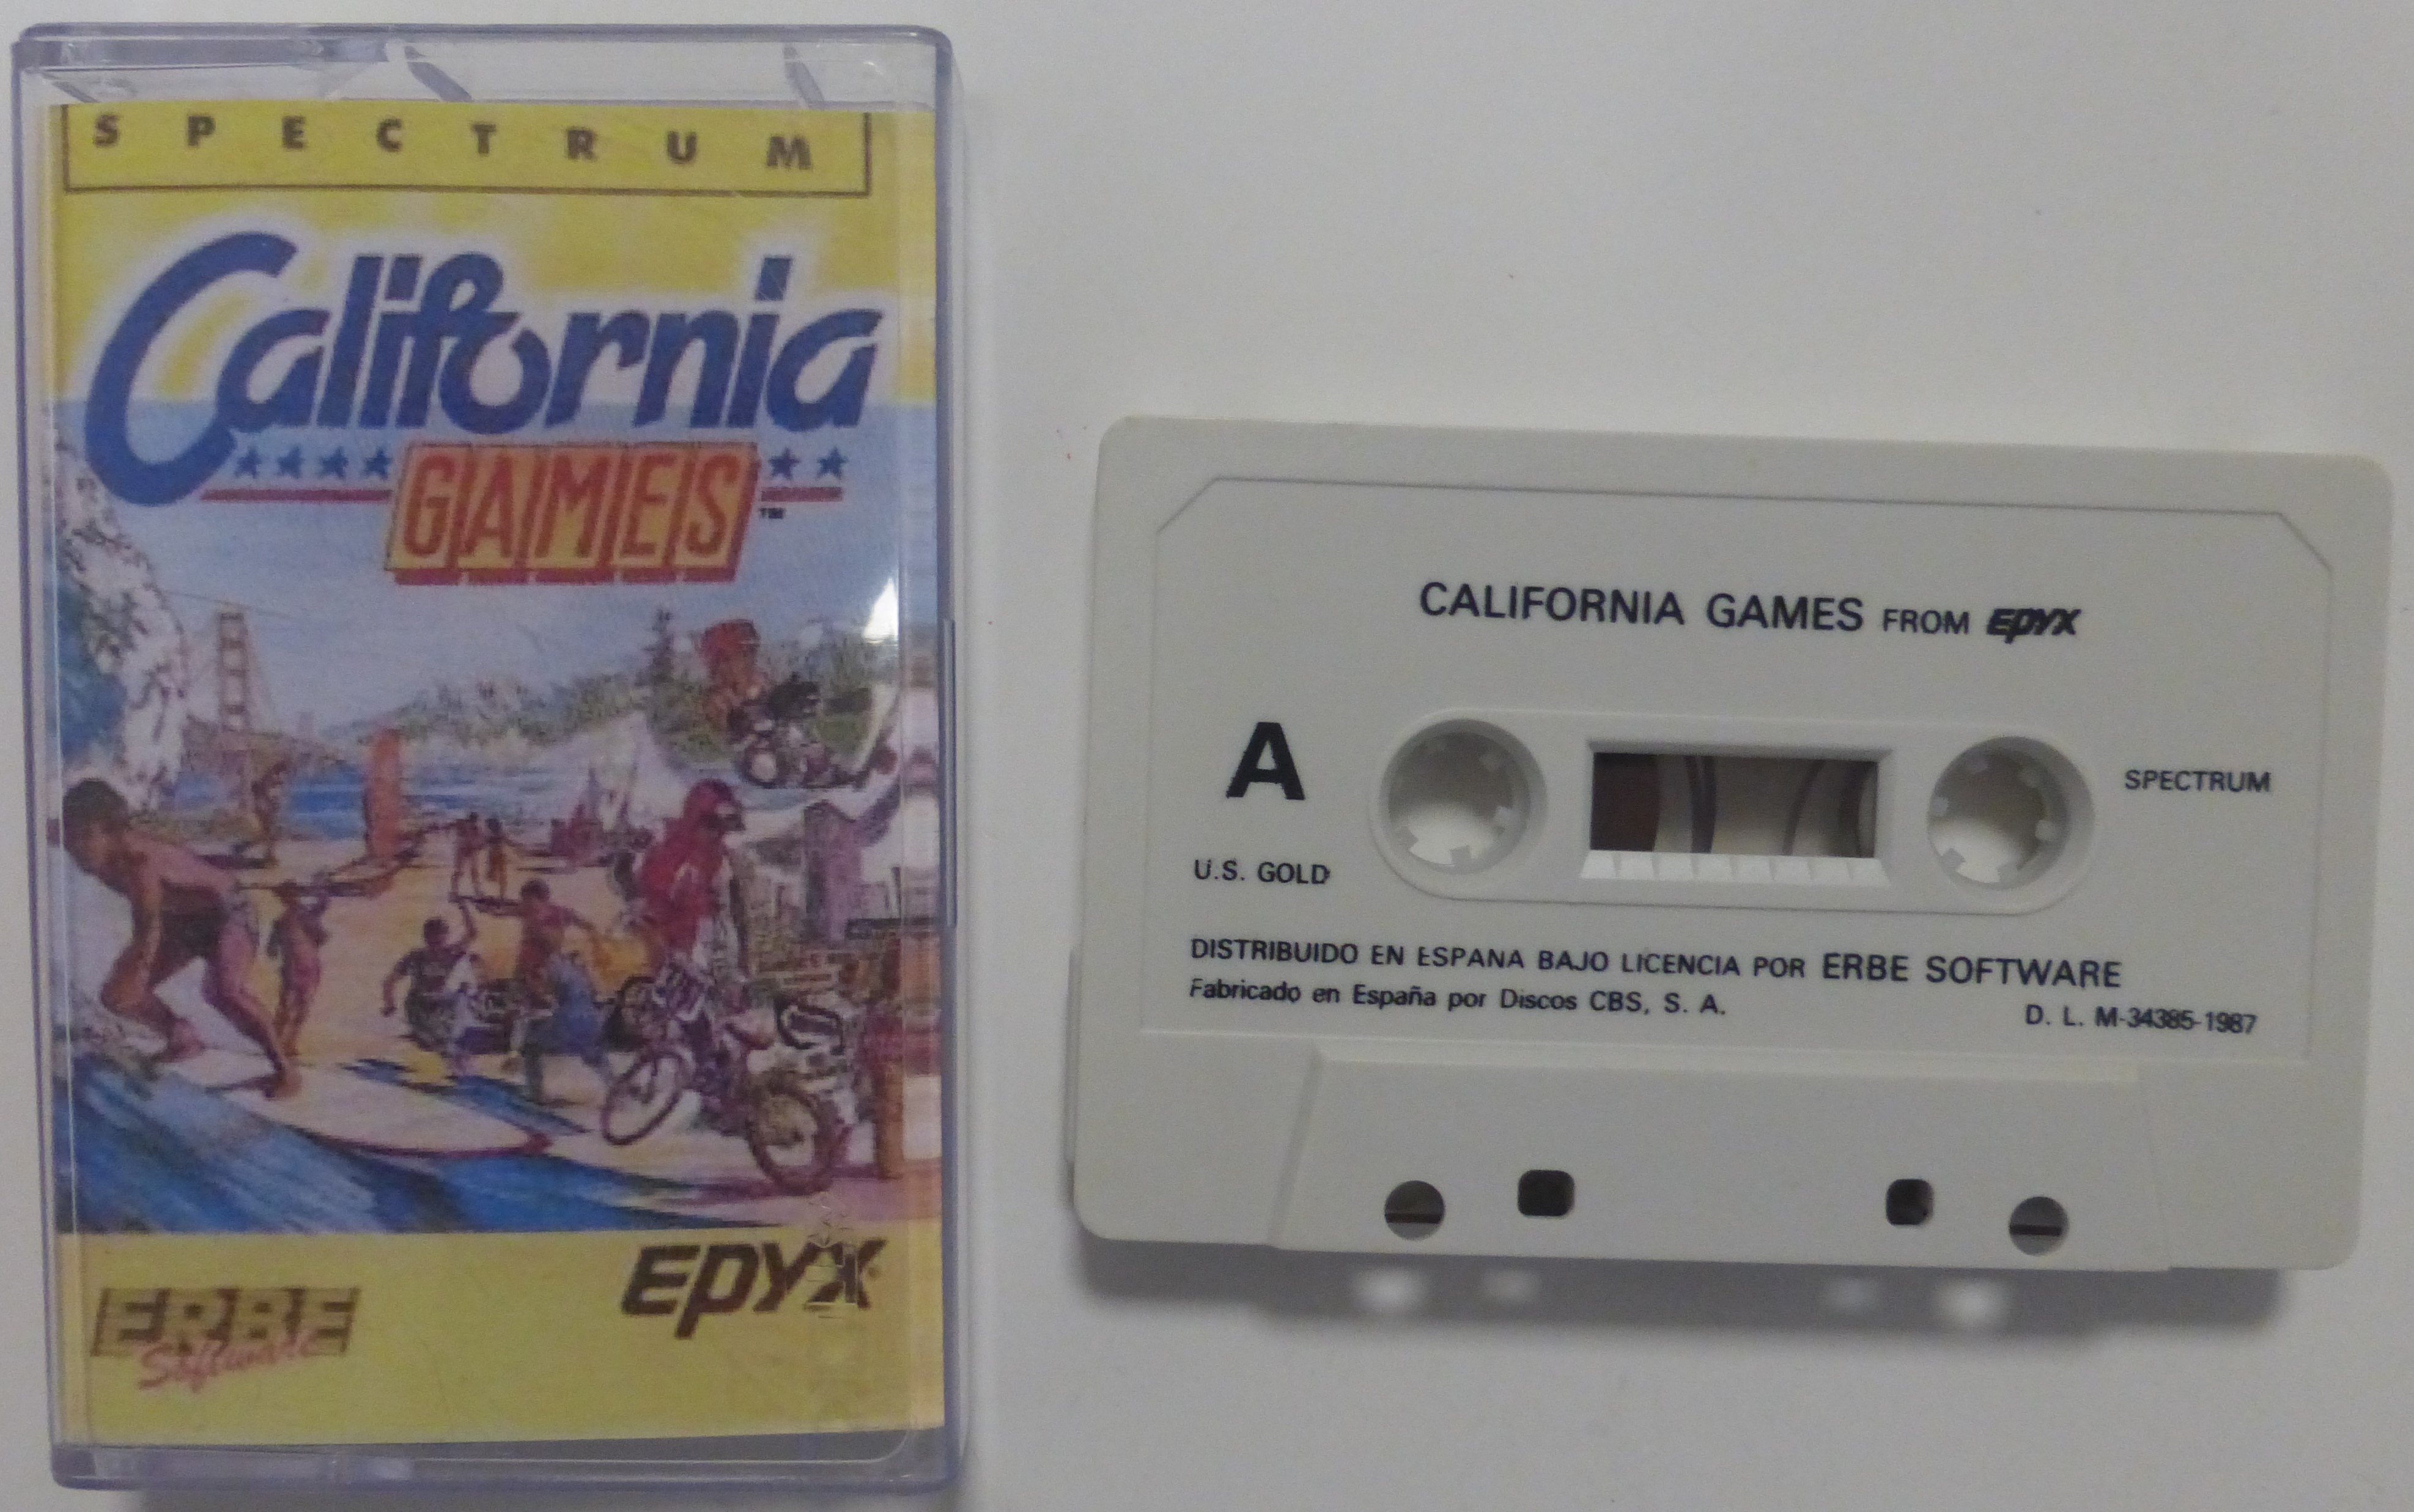 SPECTRUM
California
GAMES
TM
ERBE
Software
EPYX
CALIFORNIA GAMES FROM EPYX
A
SPECTRUM
U.S. GOLD
DISTRIBUIDO EN ESPANA BAJO LICENCIA POR ERBE SOFTWARE
Fabricado en España por Discos CBS, S. A.
D. L. M-34385-1987